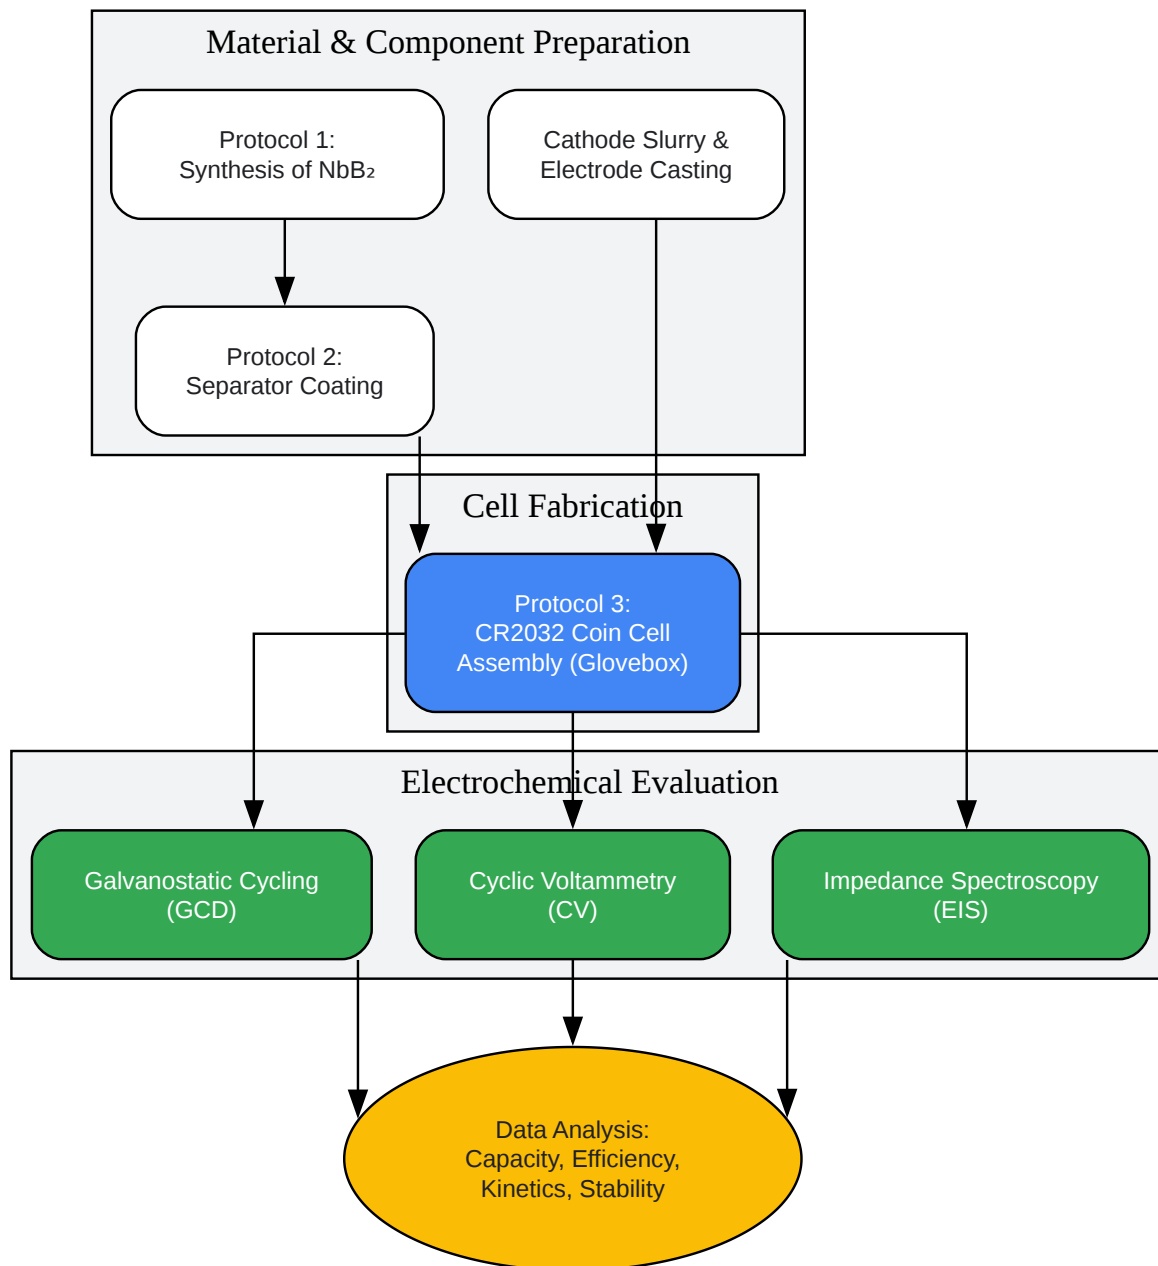 Material & Component Preparation
Protocol 1:
Synthesis of NbB₂
Cathode Slurry &
Electrode Casting
Protocol 2:
Separator Coating
Cell Fabrication
Protocol 3:
CR2032 Coin Cell
Assembly (Glovebox)
Electrochemical Evaluation
Galvanostatic Cycling
(GCD)
Cyclic Voltammetry
(CV)
Impedance Spectroscopy
(EIS)
Data Analysis:
Capacity, Efficiency,
Kinetics, Stability